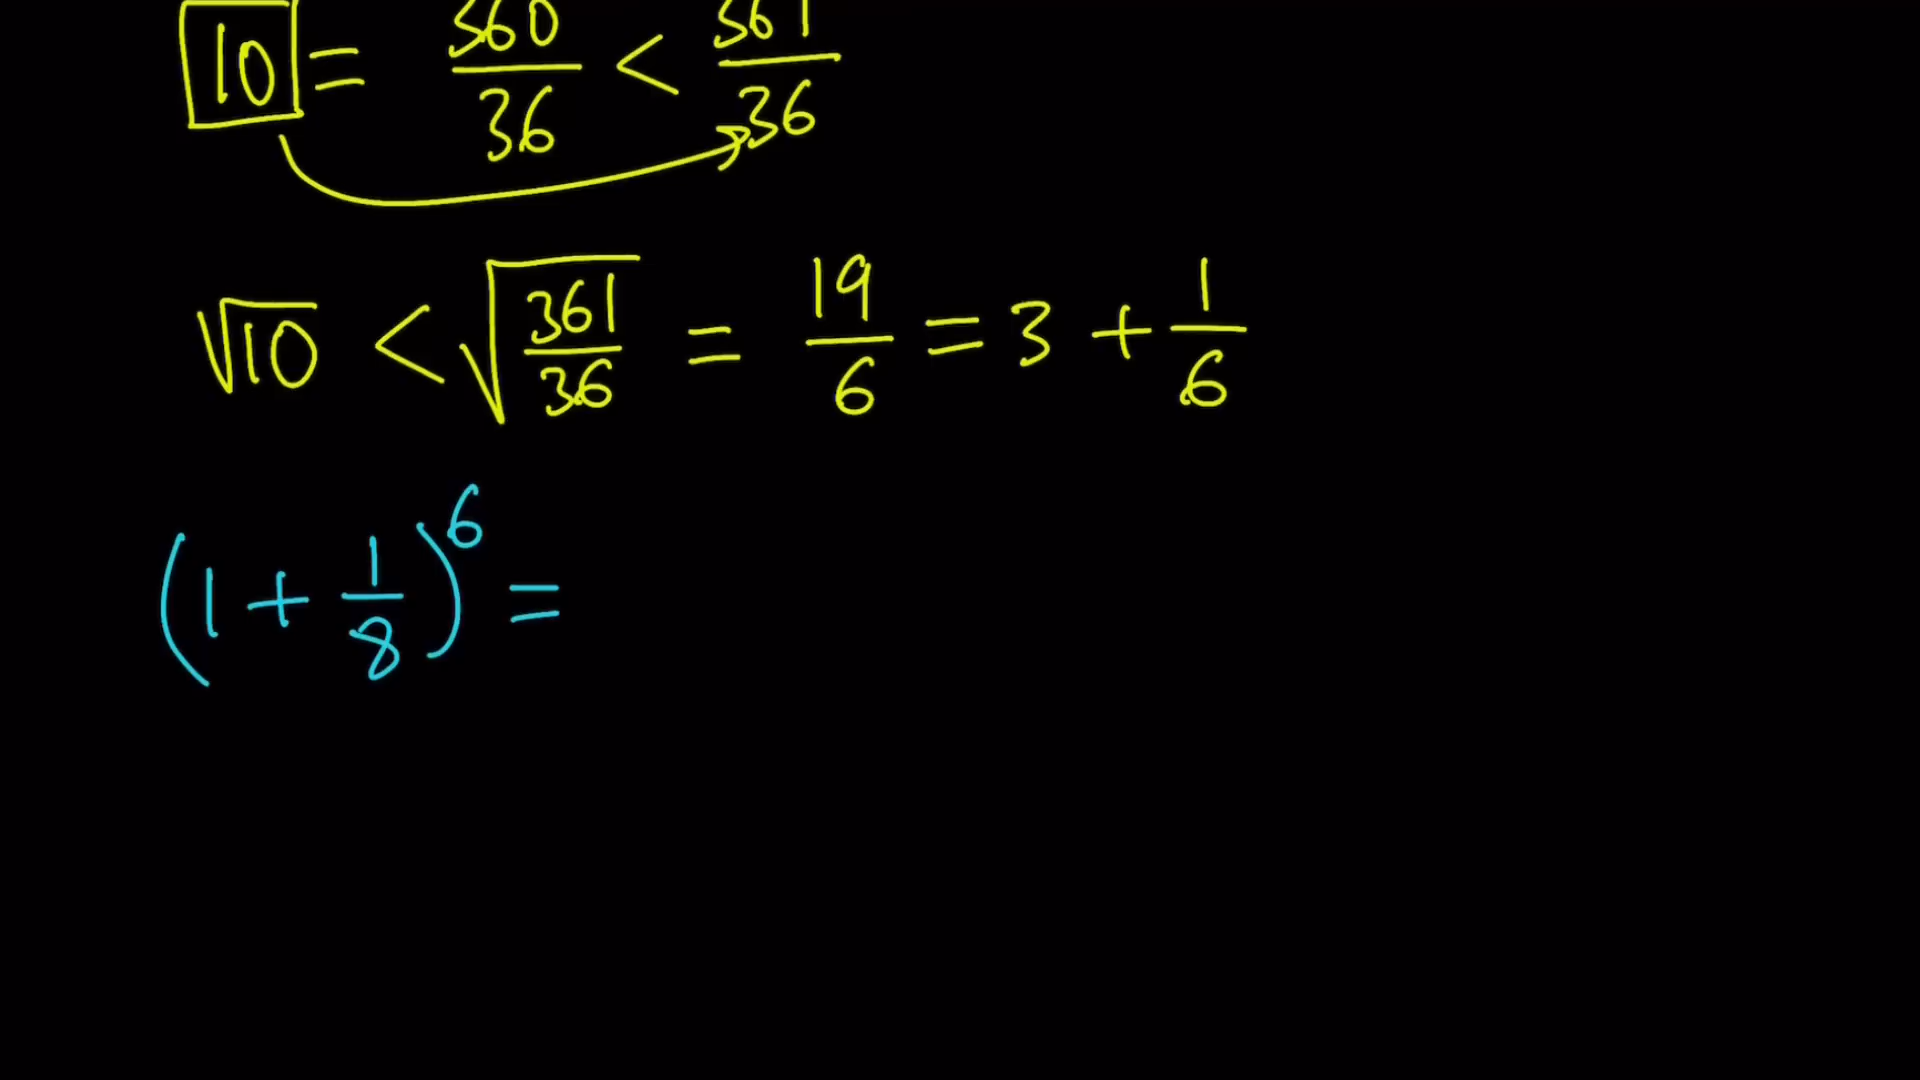 10 = 360/36 < 361/36
√10 < √(361/36) = 19/6 = 3 + 1/6
(1 + 1/8)^6 =